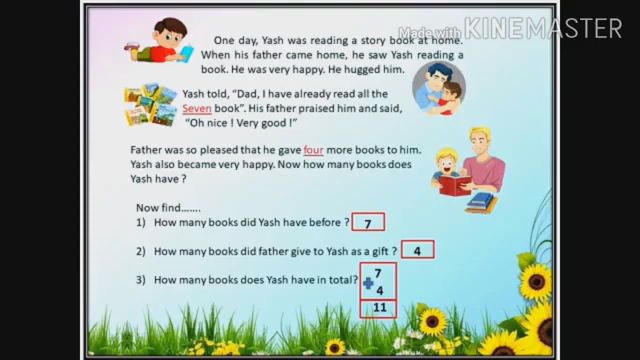 Made with KINEMASTER
One day, Yash was reading a story book at home.
When his father came home, he saw Yash reading a
book. He was very happy. He hugged him.
Yash told, “Dad, I have already read all the
Seven book”. His father praised him and said,
“Oh nice ! Very good !”
Father was so pleased that he gave four more books to him.
Yash also became very happy. Now how many books does
Yash have ?
Now find.......
1) How many books did Yash have before ? 7
2) How many books did father give to Yash as a gift ? 4
3) How many books does Yash have in total? 7
+ 4
11